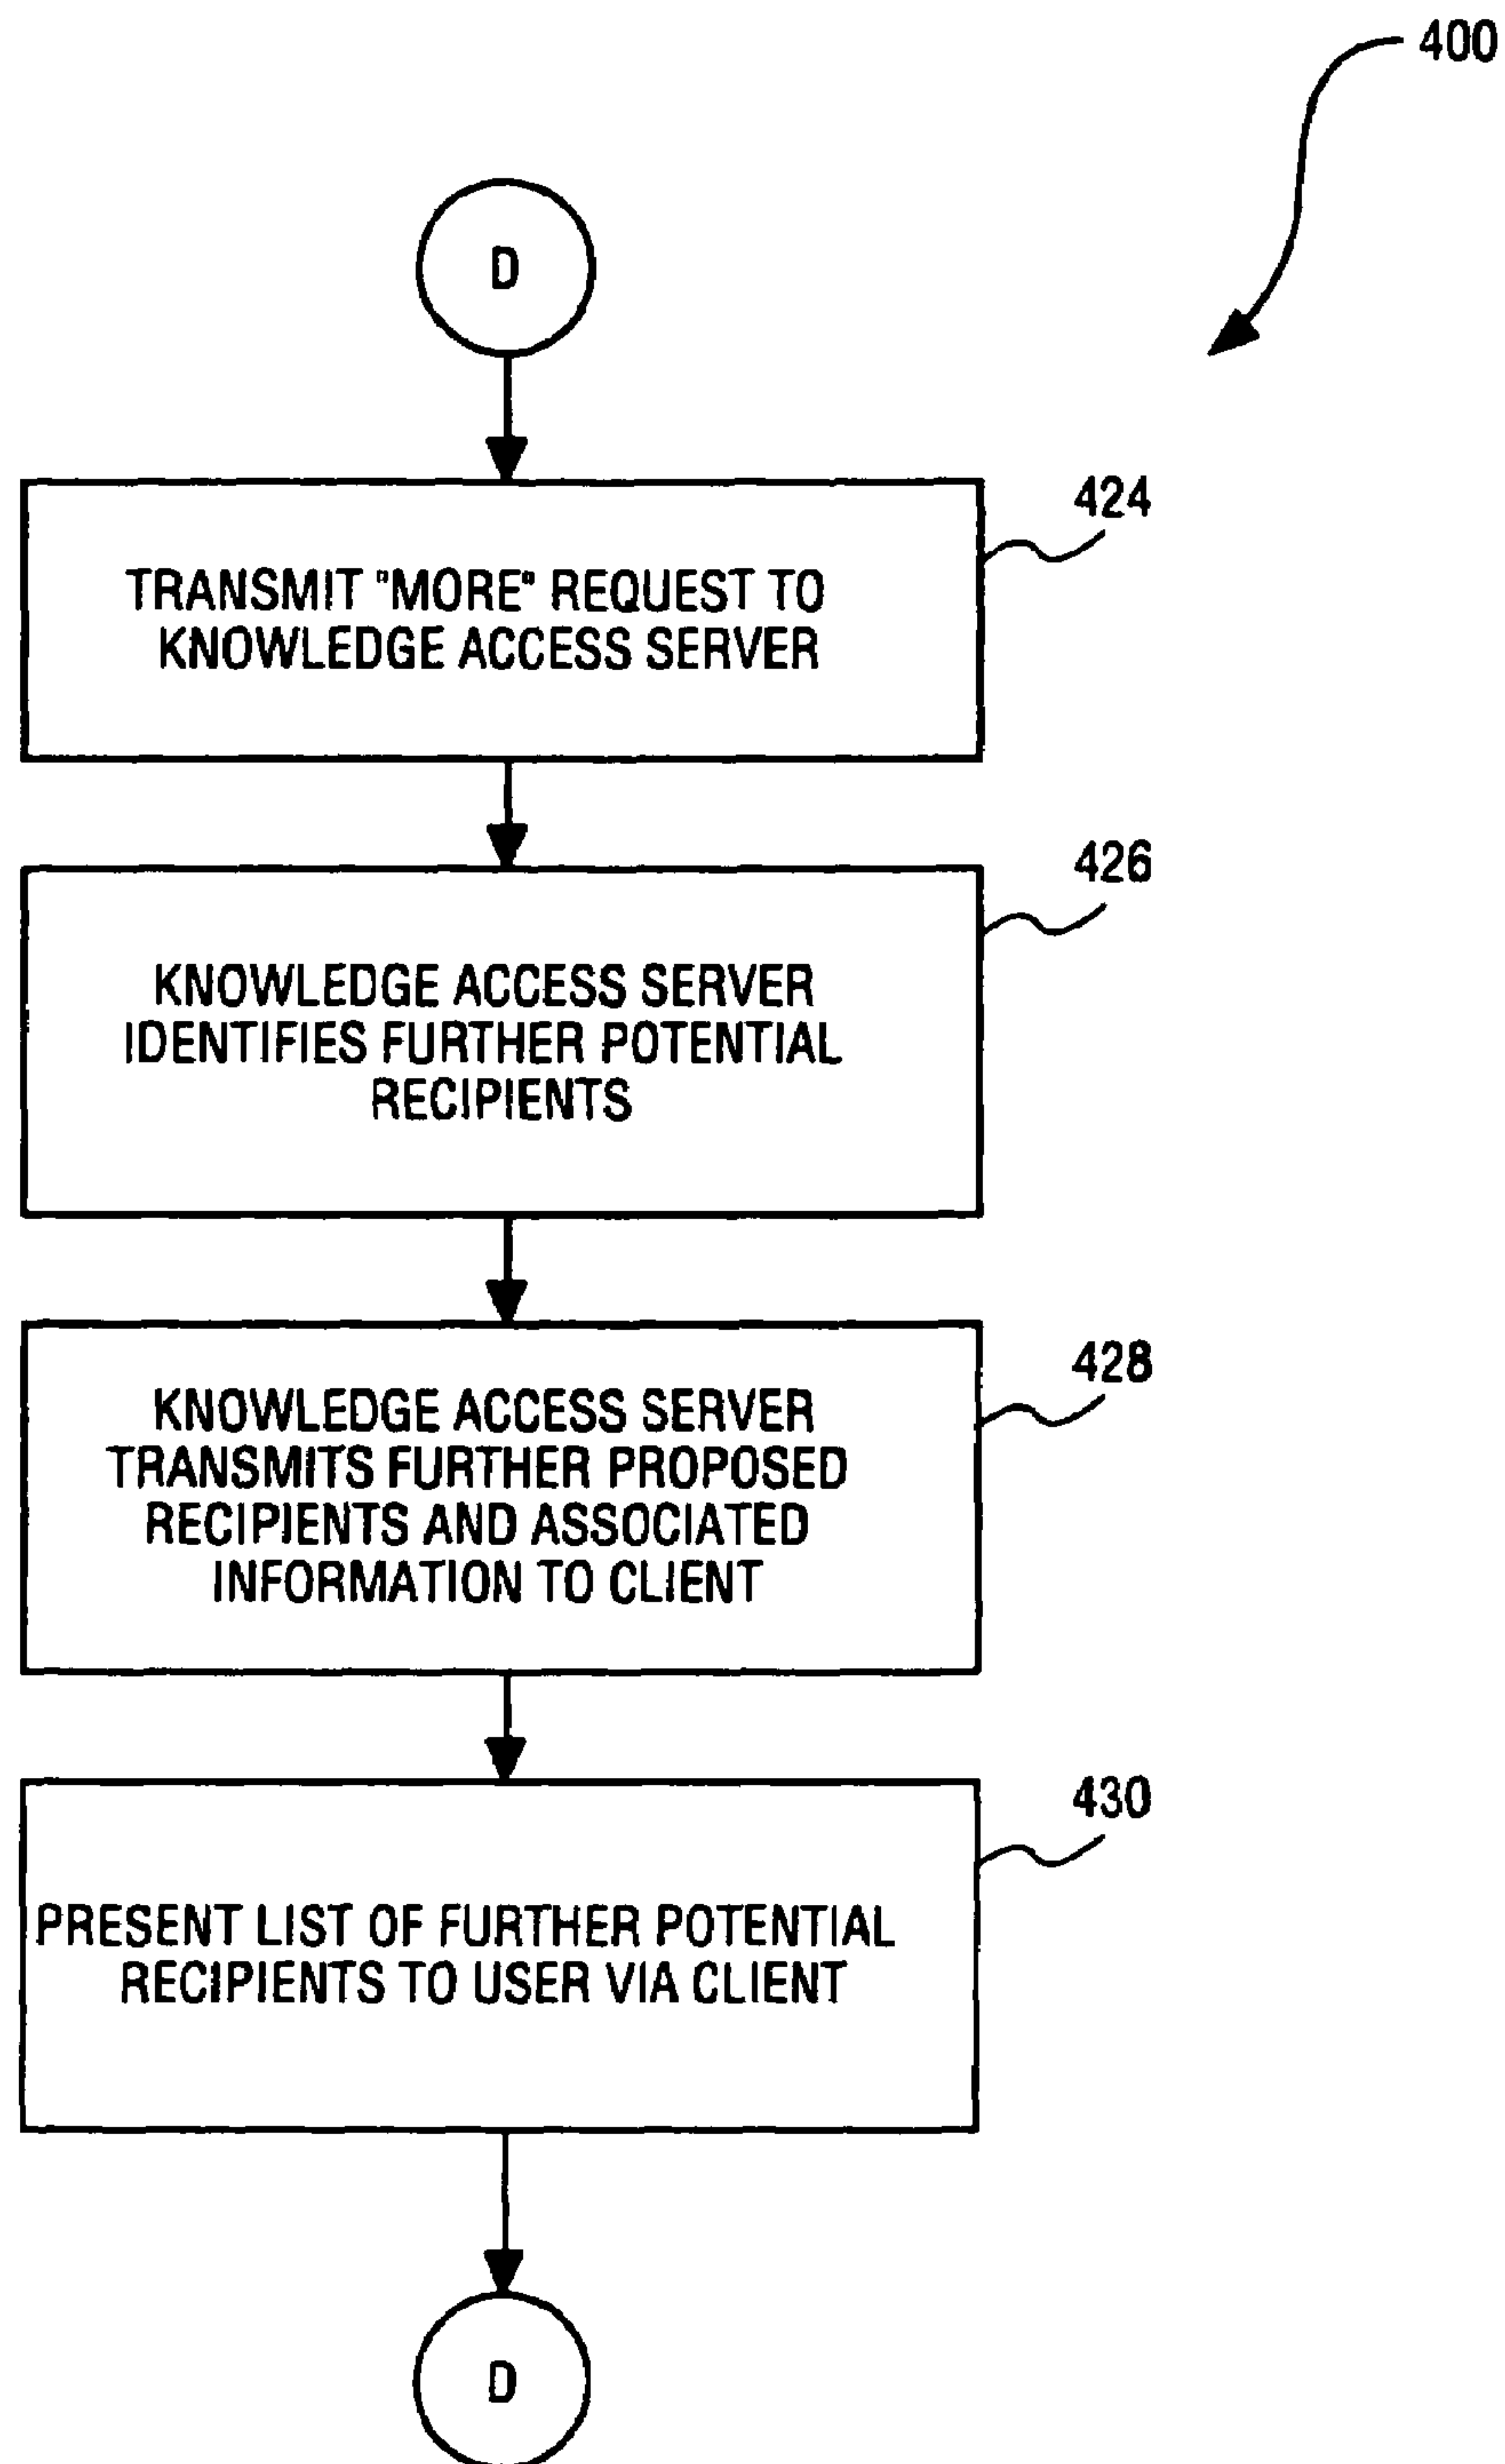 400
D
424
TRANSMIT "MORE" REQUEST TO
KNOWLEDGE ACCESS SERVER
426
KNOWLEDGE ACCESS SERVER
IDENTIFIES FURTHER POTENTIAL
RECIPIENTS
428
KNOWLEDGE ACCESS SERVER
TRANSMITS FURTHER PROPOSED
RECIPIENTS AND ASSOCIATED
INFORMATION TO CLIENT
430
PRESENT LIST OF FURTHER POTENTIAL
RECIPIENTS TO USER VIA CLIENT
D